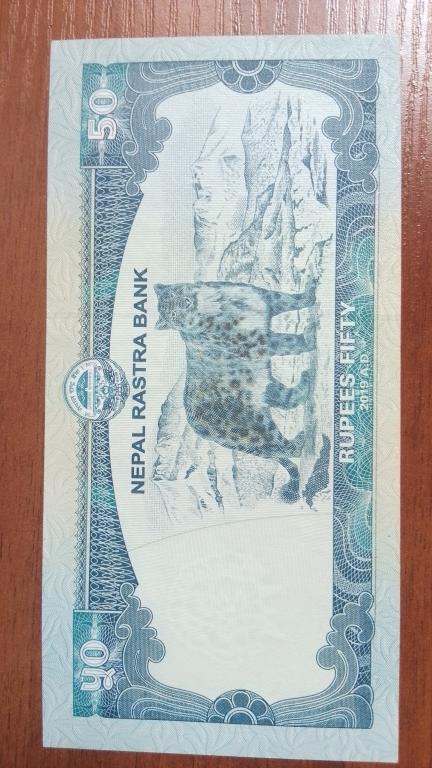 ५०
50
NEPAL RASTRA BANK
RUPEES FIFTY
2019 A.D.